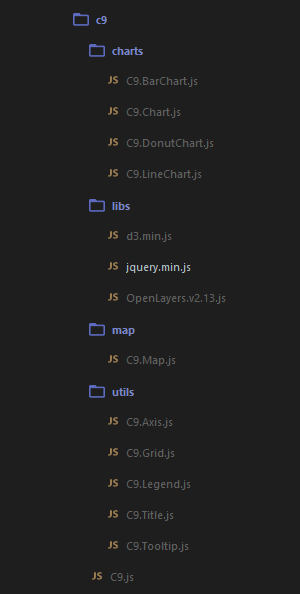 c9
charts
JS C9.BarChart.js
JS C9.Chart.js
JS C9.DonutChart.js
JS C9.LineChart.js
libs
JS d3.min.js
JS jquery.min.js
JS OpenLayers.v2.13.js
map
JS C9.Map.js
utils
JS C9.Axis.js
JS C9.Grid.js
JS C9.Legend.js
JS C9.Title.js
JS C9.Tooltip.js
JS C9.js